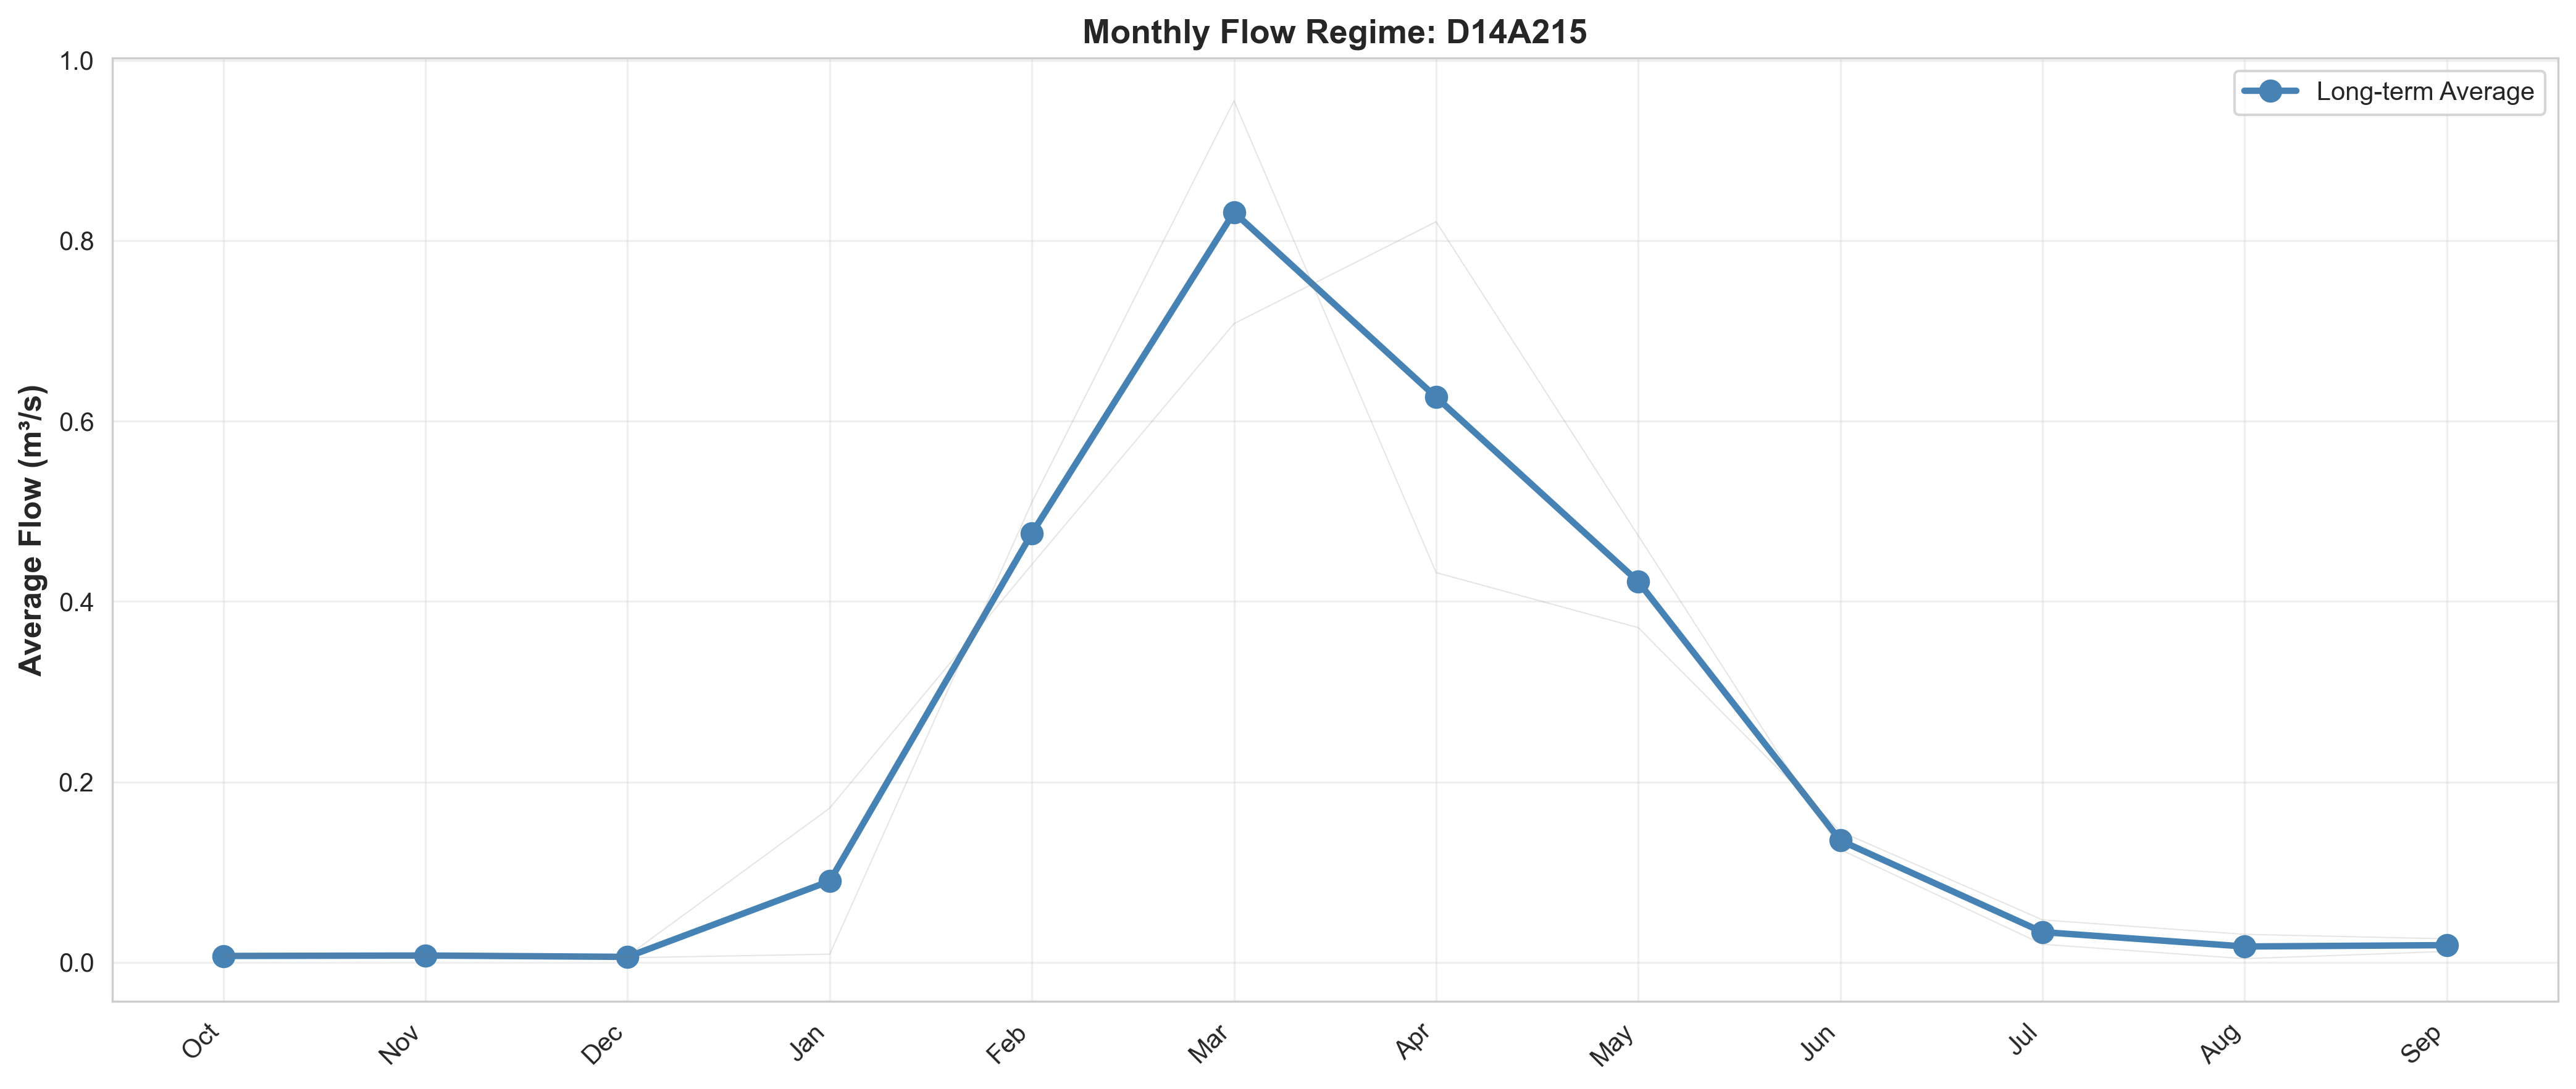 Monthly Flow Regime: D14A215
Long-term Average
Average Flow (m³/s)
1.0
0.8
0.6
0.4
0.2
0.0
Oct
Nov
Dec
Jan
Feb
Mar
Apr
May
Jun
Jul
Aug
Sep